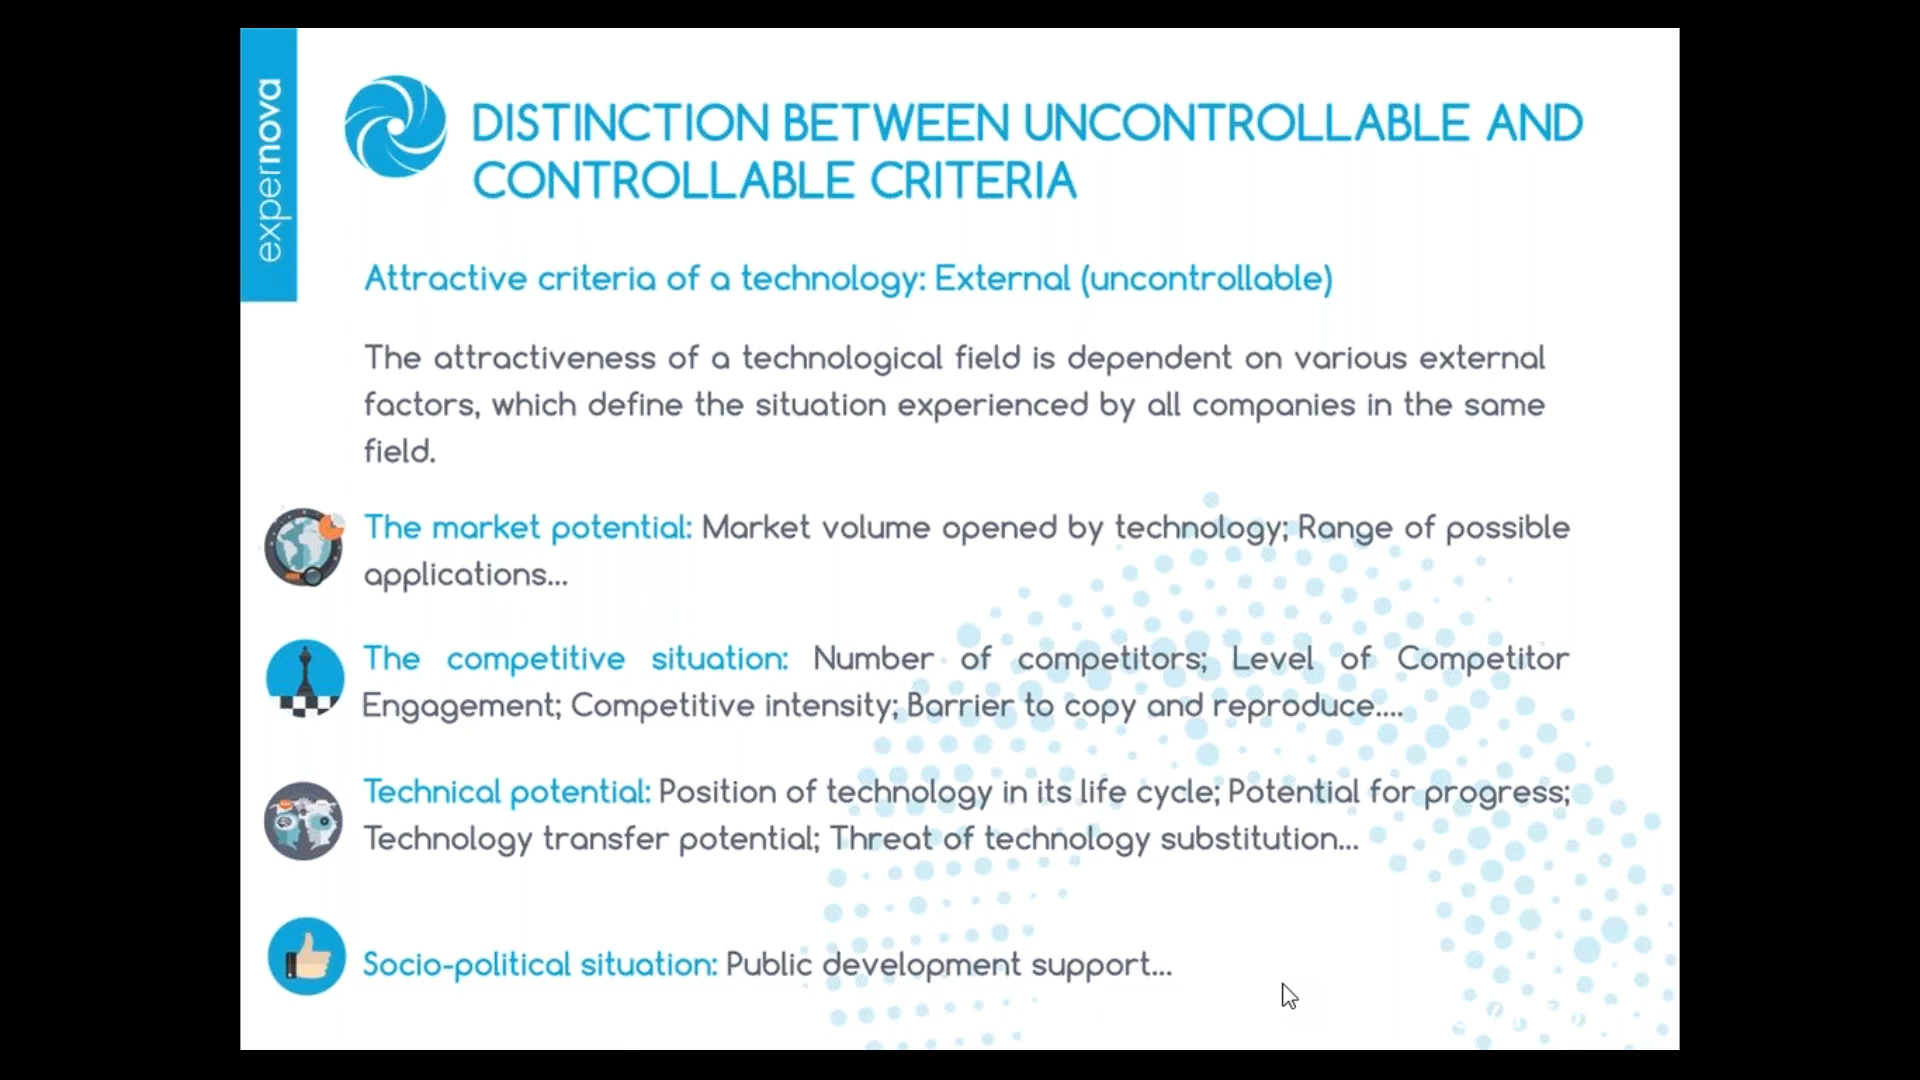 expernova
DISTINCTION BETWEEN UNCONTROLLABLE AND
CONTROLLABLE CRITERIA
Attractive criteria of a technology: External (uncontrollable)
The attractiveness of a technological field is dependent on various external
factors, which define the situation experienced by all companies in the same
field.
The market potential: Market volume opened by technology; Range of possible
applications...
The competitive situation: Number of competitors; Level of Competitor
Engagement; Competitive intensity; Barrier to copy and reproduce....
Technical potential: Position of technology in its life cycle; Potential for progress;
Technology transfer potential; Threat of technology substitution...
Socio-political situation: Public development support...